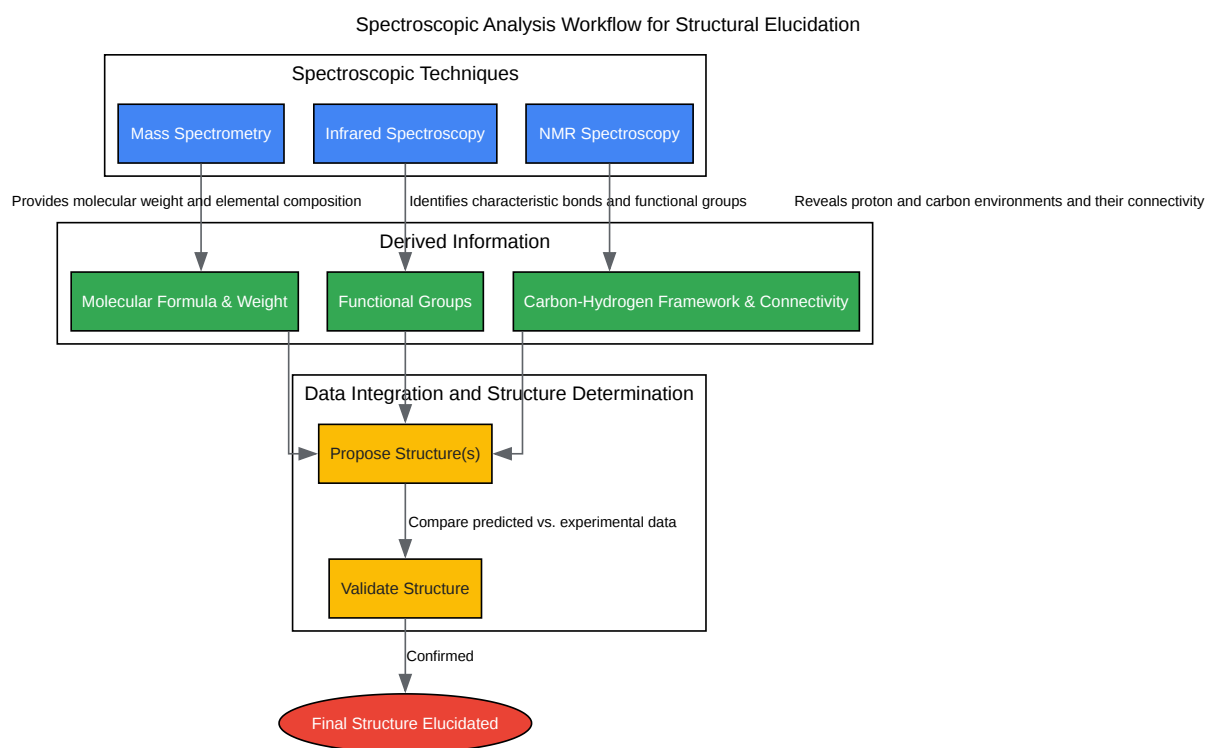 Spectroscopic Analysis Workflow for Structural Elucidation
Spectroscopic Techniques
Mass Spectrometry
Infrared Spectroscopy
NMR Spectroscopy
Provides molecular weight and elemental composition
Identifies characteristic bonds and functional groups
Reveals proton and carbon environments and their connectivity
Derived Information
Molecular Formula & Weight
Functional Groups
Carbon-Hydrogen Framework & Connectivity
Data Integration and Structure Determination
Propose Structure(s)
Compare predicted vs. experimental data
Validate Structure
Confirmed
Final Structure Elucidated